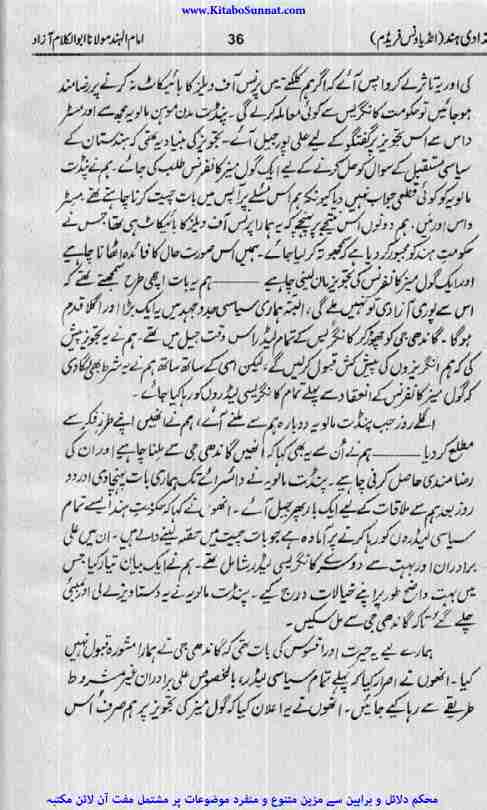 www.KitaboSunnat.com
آزادی ہند (انڈیا ونس فریڈم) 36 امام الہند مولانا ابوالکلام آزاد
کی اور یہ تاثر لے کر واپس آئے کہ اگر ہم کلکتے میں پرنس آف ویلز کا بائیکاٹ نہ کرنے پر رضامند
ہو جائیں تو حکومت کانگریس سے کوئی معاملہ کرلے گی۔ پنڈت مدن موہن مالویہ مجھ سے اور مسٹر
داس سے اس تجویز پر گفتگو کے لیے علی پور جیل آئے۔ تجویز کی بنیاد یہ تھی کہ ہندستان کے
سیاسی مستقبل کے سوال کو حل کرنے کے لیے ایک گول میز کانفرنس طلب کی جائے۔ ہم نے پنڈت
مالویہ کو کوئی قطعی جواب نہیں دیا کیونکہ ہم اس مسئلے پر آپس میں بات چیت کرنا چاہتے تھے۔ مسٹر
داس اور میں، ہم دونوں اس نتیجے پر پہنچے کہ یہ ہمارا پرنس آف ویلز کا بائیکاٹ ہی تھا جس نے
حکومتِ ہند کو مجبور کر دیا ہے کہ سمجھوتہ کر لیا جائے۔ ہمیں اس صورت حال کا فائدہ اٹھانا چاہیے
اور ایک گول میز کانفرنس کی تجویز مان لینی چاہیے ——— ہم یہ بات اچھی طرح سمجھتے تھے کہ
اس سے پوری آزادی تو نہیں ملے گی، البتہ ہماری سیاسی جدوجہد میں یہ ایک بڑا اور اگلا قدم
ہوگا۔ گاندھی جی کو چھوڑ کر کانگریس کے تمام لیڈر اس وقت جیل میں تھے۔ ہم نے یہ تجویز پیش
کی کہ ہم انگریزوں کی پیش کش قبول کر لیں گے، لیکن اسی کے ساتھ ساتھ ہم نے یہ شرط بھی لگا دی
کہ گول میز کانفرنس کے انعقاد سے پہلے تمام کانگریسی لیڈروں کو رہا کیا جائے۔
اگلے روز جب پنڈت مالویہ دوبارہ ہم سے ملنے آئے، ہم نے انھیں اپنے طرزِ فکر سے
مطلع کر دیا ——— ہم نے اُن سے یہ بھی کہا کہ اُنھیں گاندھی جی سے ملنا چاہیے اور ان کی
رضامندی حاصل کرنی چاہیے۔ پنڈت مالویہ نے وائسرائے تک ہماری بات پہنچا دی اور دو
روز بعد ہم سے ملاقات کے لیے ایک بار پھر جیل آئے۔ انھوں نے کہا کہ حکومتِ ہند ایسے تمام
سیاسی لیڈروں کو رہا کرنے پر آمادہ ہے جو بات چیت میں حصّہ لینے والے ہیں۔ ان میں علی
برادران اور بہت سے دوسرے کانگریسی لیڈر شامل تھے۔ ہم نے ایک بیان تیار کیا جس
میں بہت واضح طور پر اپنے خیالات درج کیے۔ پنڈت مالویہ نے یہ دستاویز لے لی اور بمبئی
چلے گئے تاکہ گاندھی جی سے مل سکیں۔
ہمارے لیے یہ حیرت اور افسوس کی بات تھی کہ گاندھی جی نے ہمارا مشورہ قبول نہیں
کیا۔ انھوں نے اصرار کیا کہ پہلے تمام سیاسی لیڈر، بالخصوص علی برادران غیر مشروط
طریقے سے رہا کیے جائیں۔ انھوں نے یہ اعلان کیا کہ گول میز کی تجویز پر ہم صرف اُس
محکم دلائل و براہین سے مزین متنوع و منفرد موضوعات پر مشتمل مفت آن لائن مکتبہ